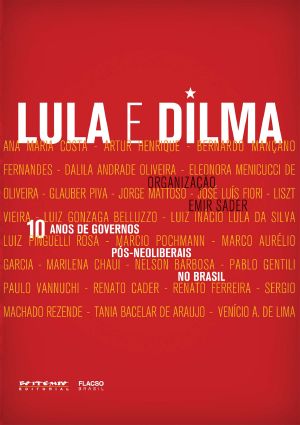 LULA E DILMA
ANA MARIA COSTA - ARTUR HENRIQUE - BERNARDO MANÇANO
FERNANDES - DALILA ANDRADE OLIVEIRA - ELEONORA MENICUCCI DE
OLIVEIRA - GLAUBER PIVA - JORGE MATTOSO - JOSÉ LUÍS FIORI - LISZT
ORGANIZAÇÃO
EMIR SADER
VIEIRA - LUIZ GONZAGA BELLUZZO - LUIZ INÁCIO LULA DA SILVA
10 ANOS DE GOVERNOS
LUIZ PINGUELLI ROSA - MARCIO POCHMANN - MARCO AURÉLIO
PÓS-NEOLIBERAIS
GARCIA - MARILENA CHAUI - NELSON BARBOSA - PABLO GENTILI
NO BRASIL
PAULO VANNUCHI - RENATO CADER - RENATO FERREIRA - SERGIO
MACHADO REZENDE - TANIA BACELAR DE ARAUJO - VENÍCIO A. DE LIMA
BOITEMPO
EDITORIAL
FLACSO
BRASIL